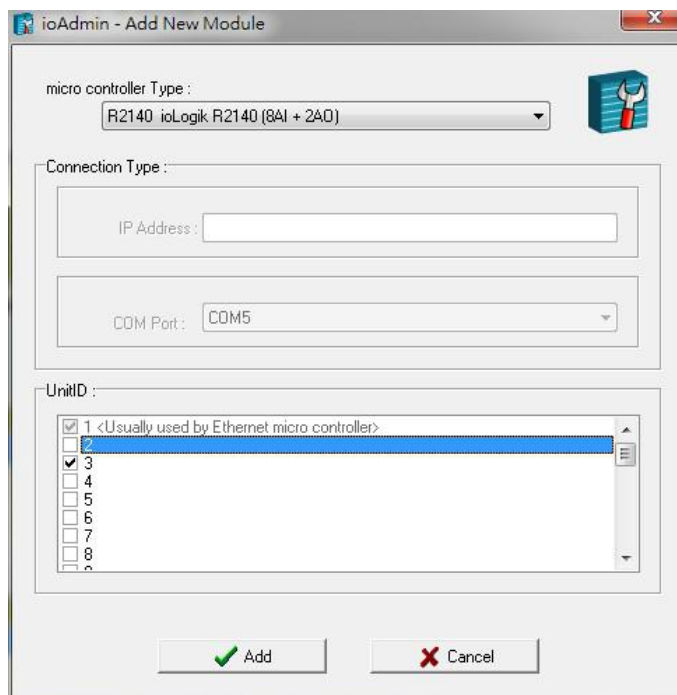 ioAdmin - Add New Module
micro controller Type :
R2140 ioLogik R2140 (8AI + 2AO)
Connection Type :
IP Address :
COM Port : COM5
UnitID :
1 <Usually used by Ethernet micro controller>
2
3
4
5
6
7
8
Add Cancel